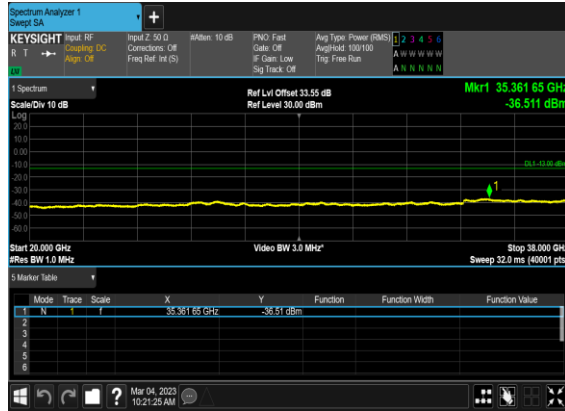 Spectrum Analyzer 1
Swept SA
+
KEYSIGHT Input: RF Input Z: 50 Ω #Atten: 10 dB PNO: Fast Avg Type: Power (RMS) 1 2 3 4 5 6
R T Coupling: DC Corrections: Off Gate: Off Avg|Hold: 100/100 A W W W W W
Align: Off Freq Ref: Int (S) IF Gain: Low Trig: Free Run
Sig Track: Off A N N N N N
LXI
1 Spectrum Ref Lvl Offset 33.55 dB Mkr1 35.361 65 GHz
Scale/Div 10 dB Ref Level 30.00 dBm -36.511 dBm
Log
20.0
10.0
0.00
-10.0 DL1 -13.00 dBm
-20.0
-30.0 1
-40.0
-50.0
-60.0
Start 20.000 GHz Video BW 3.0 MHz* Stop 38.000 GHz
#Res BW 1.0 MHz Sweep 32.0 ms (40001 pts
5 Marker Table
Mode Trace Scale X Y Function Function Width Function Value
1 N 1 f 35.361 65 GHz -36.51 dBm
2
3
4
5
6
? Mar 04, 2023
10:21:25 AM